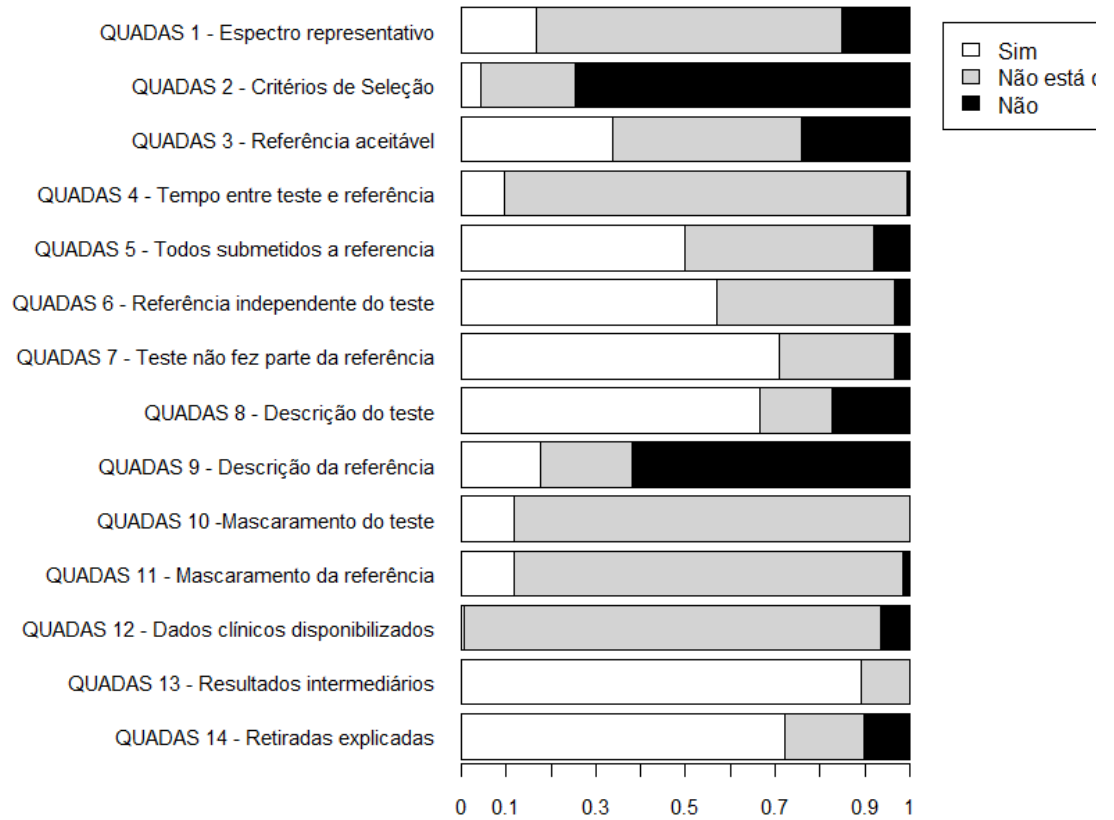 QUADAS 1 - Espectro representativo
QUADAS 2 - Critérios de Seleção
QUADAS 3 - Referência aceitável
QUADAS 4 - Tempo entre teste e referência
QUADAS 5 - Todos submetidos a referencia
QUADAS 6 - Referência independente do teste
QUADAS 7 - Teste não fez parte da referência
QUADAS 8 - Descrição do teste
QUADAS 9 - Descrição da referência
QUADAS 10 -Mascaramento do teste
QUADAS 11 - Mascaramento da referência
QUADAS 12 - Dados clínicos disponibilizados
QUADAS 13 - Resultados intermediários
QUADAS 14 - Retiradas explicadas
0 0.1 0.3 0.5 0.7 0.9 1
Sim
Não está
Não